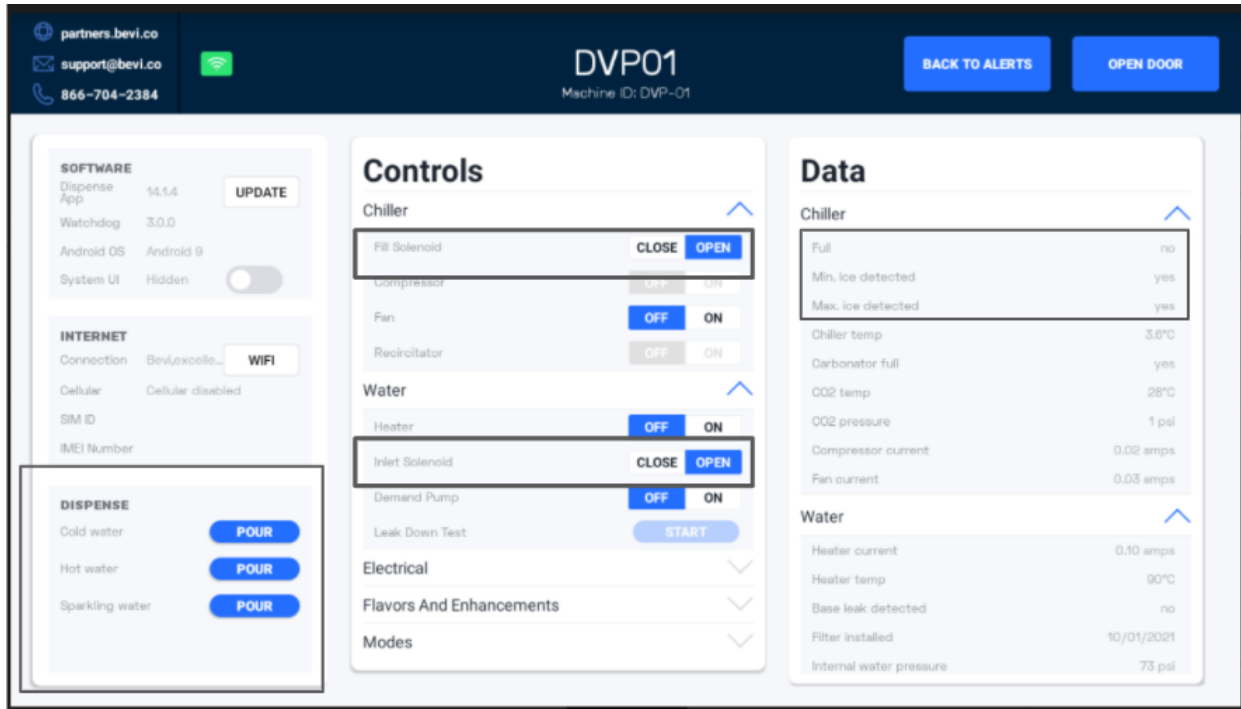 partners.bevi.co
support@bevi.co
866-704-2384
DVP01
Machine ID: DVP-01
BACK TO ALERTS
OPEN DOOR
SOFTWARE
Dispense App 14.1.4 UPDATE
Watchdog 3.0.0
Android OS Android 9
System UI Hidden
INTERNET
Connection Bevi,excelle... WIFI
Cellular Cellular disabled
SIM ID
IMEI Number
DISPENSE
Cold water POUR
Hot water POUR
Sparkling water POUR
Controls
Chiller
Fill Solenoid CLOSE OPEN
Compressor OFF ON
Fan OFF ON
Recirculator OFF ON
Water
Heater OFF ON
Inlet Solenoid CLOSE OPEN
Demand Pump OFF ON
Leak Down Test START
Electrical
Flavors And Enhancements
Modes
Data
Chiller
Full no
Min. ice detected yes
Max. ice detected yes
Chiller temp 3.6°C
Carbonator full yes
CO2 temp 28°C
CO2 pressure 1 psi
Compressor current 0.02 amps
Fan current 0.03 amps
Water
Heater current 0.10 amps
Heater temp 90°C
Base leak detected no
Filter installed 10/01/2021
Internal water pressure 73 psi